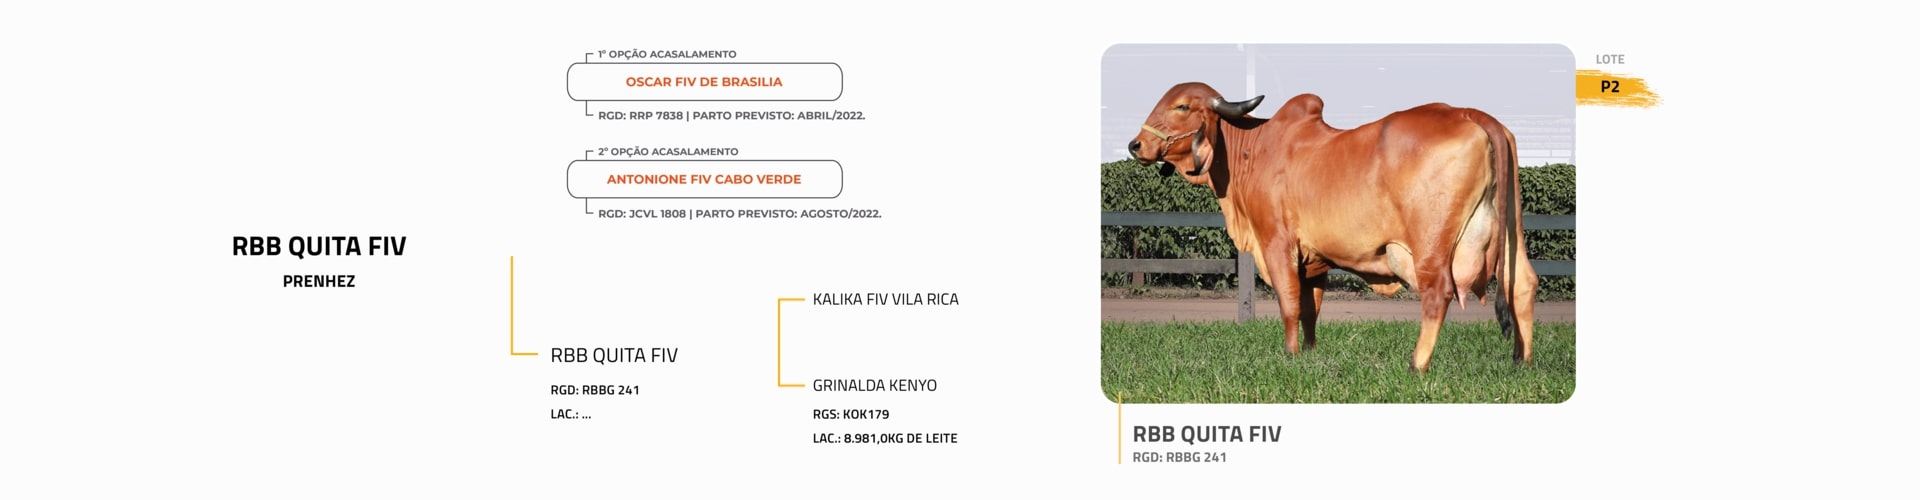 1º OPÇÃO ACASALAMENTO
OSCAR FIV DE BRASILIA
RGD: RRP 7838 | PARTO PREVISTO: ABRIL/2022.
2º OPÇÃO ACASALAMENTO
ANTONIONE FIV CABO VERDE
RGD: JCVL 1808 | PARTO PREVISTO: AGOSTO/2022.
RBB QUITA FIV
PRENHEZ
RBB QUITA FIV
RGD: RBBG 241
LAC.: ...
KALIKA FIV VILA RICA
GRINALDA KENYO
RGS: KOK179
LAC.: 8.981,0KG DE LEITE
LOTE
P2
RBB QUITA FIV
RGD: RBBG 241